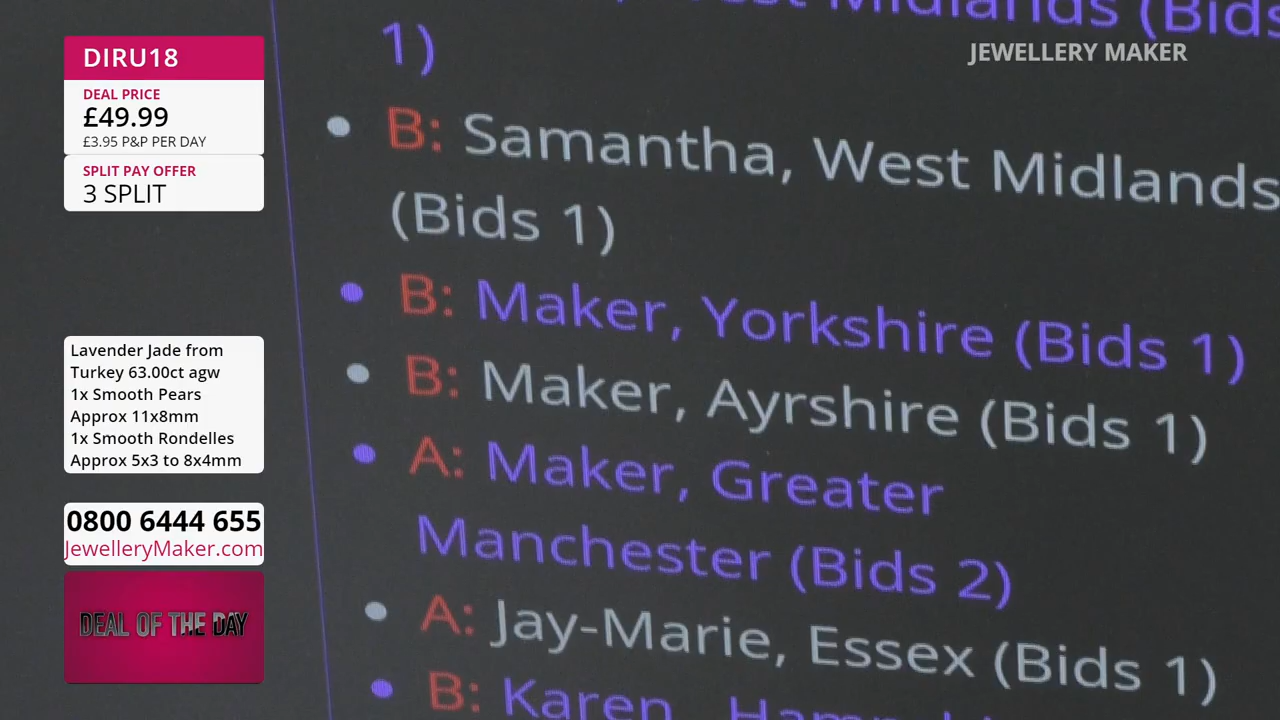 DIRU18
DEAL PRICE
£49.99
£3.95 P&P PER DAY
SPLIT PAY OFFER
3 SPLIT
Lavender Jade from
Turkey 63.00ct agw
1x Smooth Pears
Approx 11x8mm
1x Smooth Rondelles
Approx 5x3 to 8x4mm
0800 6444 655
JewelleryMaker.com
DEAL OF THE DAY
JEWELLERY MAKER
Midlands (Bids
1)
B: Samantha, West Midlands
(Bids 1)
B: Maker, Yorkshire (Bids 1)
B: Maker, Ayrshire (Bids 1)
A: Maker, Greater
Manchester (Bids 2)
A: Jay-Marie, Essex (Bids 1)
B: Karen,